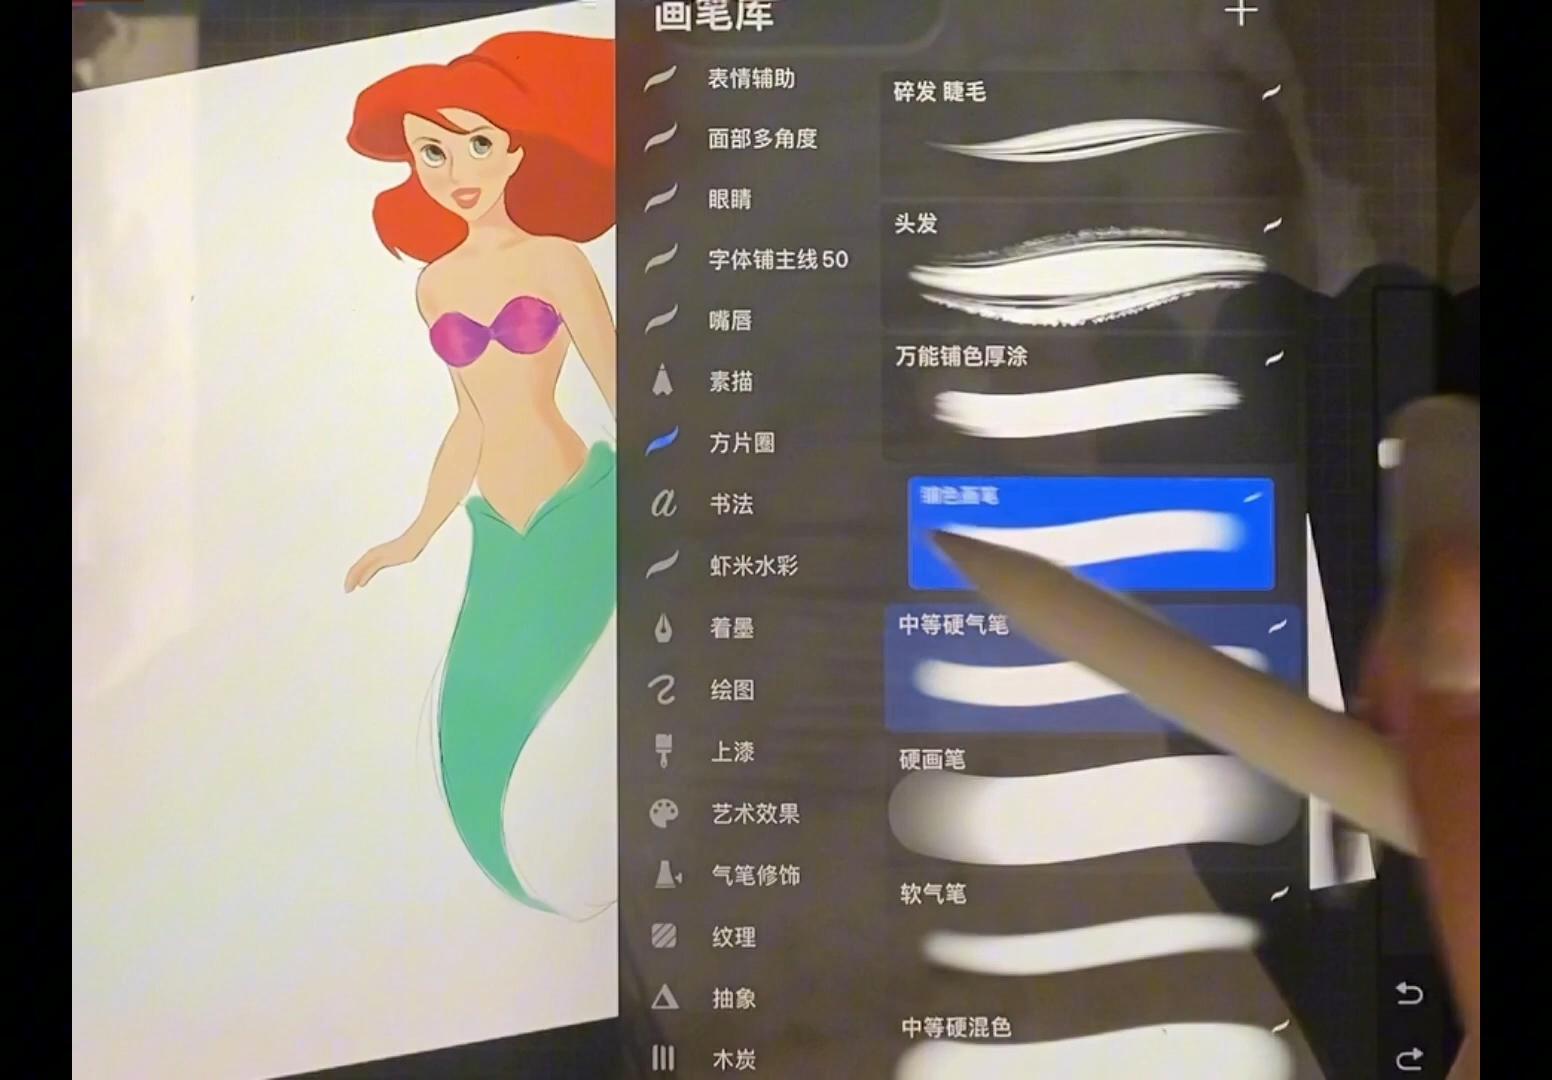 画笔库
表情辅助
面部多角度
眼睛
字体铺主线50
嘴唇
素描
方片圈
书法
虾米水彩
着墨
绘图
上漆
艺术效果
气笔修饰
纹理
抽象
木炭
碎发 睫毛
头发
万能铺色厚涂
铺色画笔
中等硬气笔
硬画笔
软气笔
中等硬混色